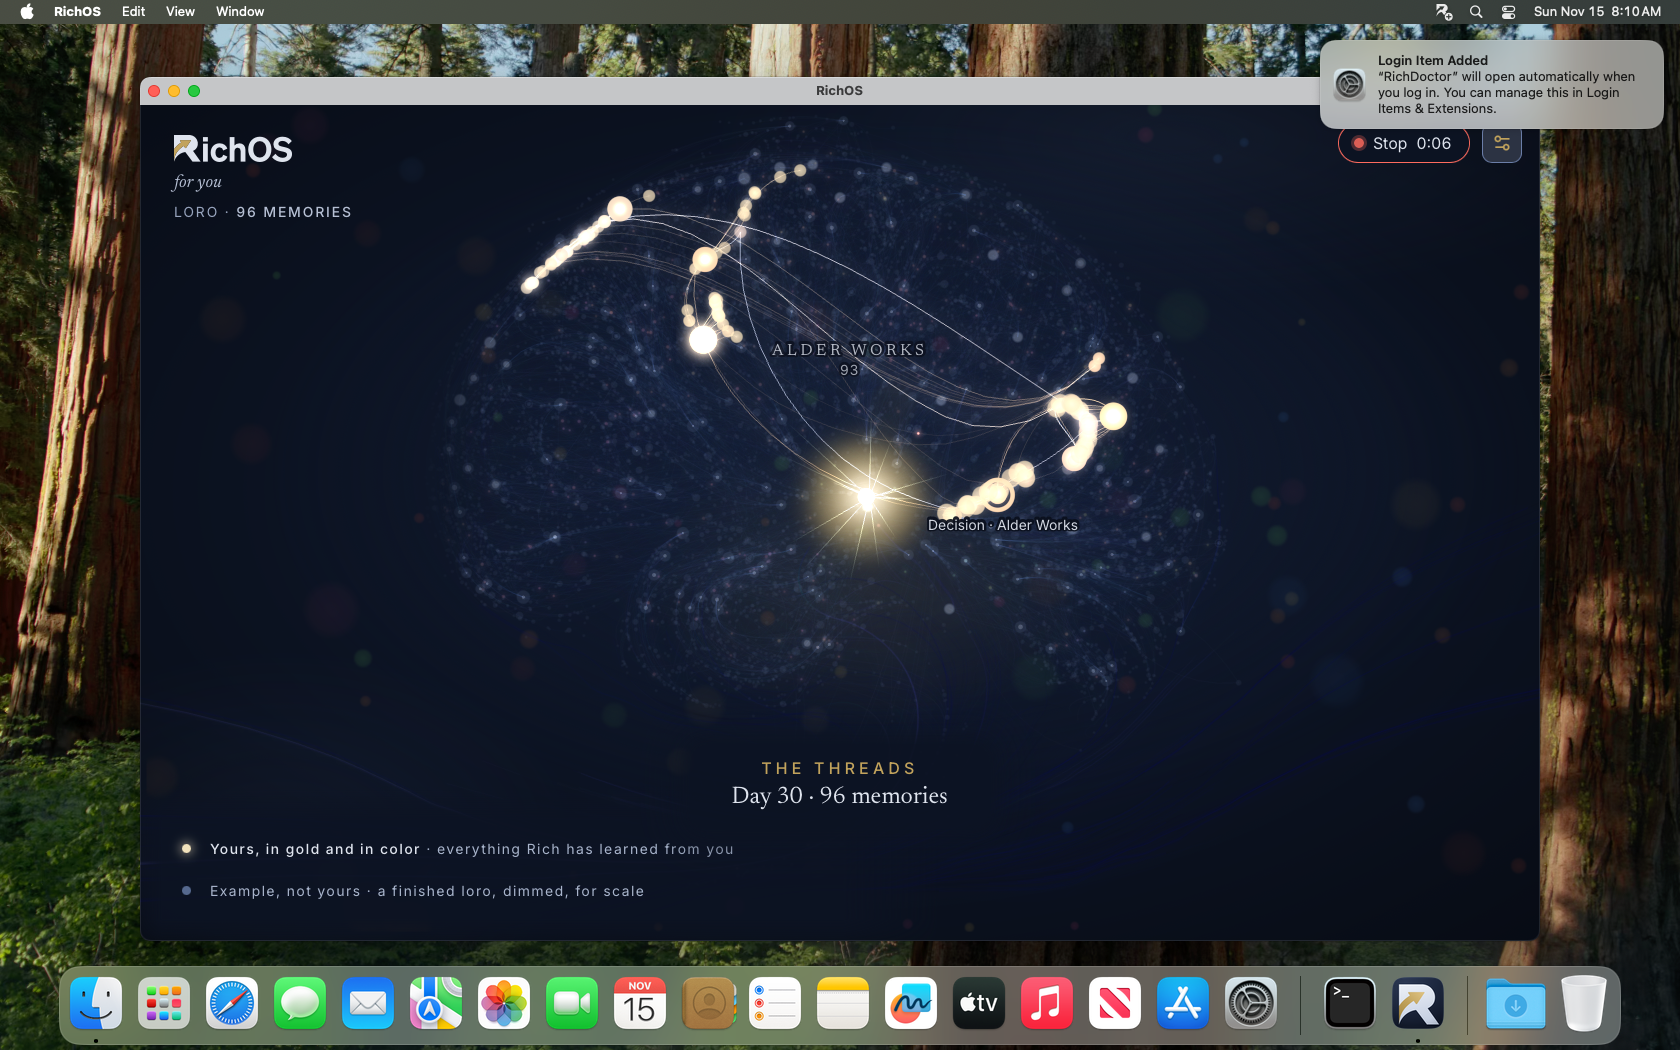 RichOS Edit View Window
Sun Nov 15 8:10 AM
Login Item Added
“RichDoctor” will open automatically when
you log in. You can manage this in Login
Items & Extensions.
RichOS
RichOS
for you
LORO · 96 MEMORIES
Stop 0:06
ALDER WORKS
93
Decision · Alder Works
THE THREADS
Day 30 · 96 memories
Yours, in gold and in color · everything Rich has learned from you
Example, not yours · a finished loro, dimmed, for scale
NOV
15
tv
>_